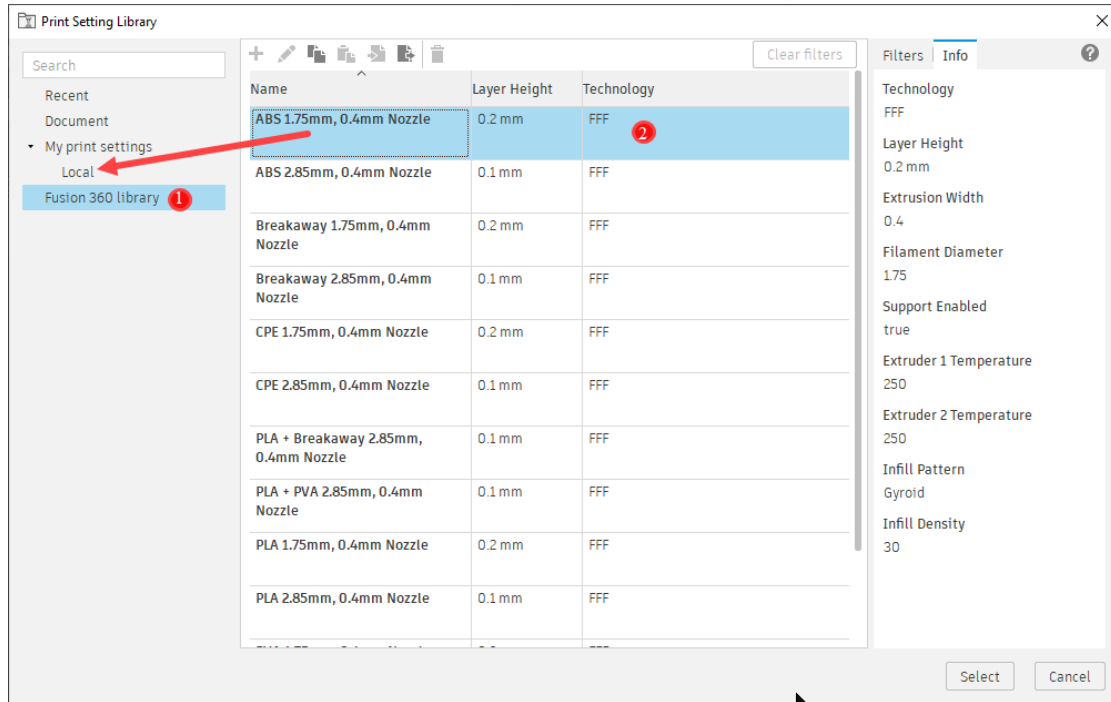 Print Setting Library
Search
Recent
Document
My print settings
Local
Fusion 360 library 1
Clear filters
Name Layer Height Technology
ABS 1.75mm, 0.4mm Nozzle 0.2 mm FFF 2
ABS 2.85mm, 0.4mm Nozzle 0.1 mm FFF
Breakaway 1.75mm, 0.4mm 0.2 mm FFF
Nozzle
Breakaway 2.85mm, 0.4mm 0.1 mm FFF
Nozzle
CPE 1.75mm, 0.4mm Nozzle 0.2 mm FFF
CPE 2.85mm, 0.4mm Nozzle 0.1 mm FFF
PLA + Breakaway 2.85mm, 0.1 mm FFF
0.4mm Nozzle
PLA + PVA 2.85mm, 0.4mm 0.1 mm FFF
Nozzle
PLA 1.75mm, 0.4mm Nozzle 0.2 mm FFF
PLA 2.85mm, 0.4mm Nozzle 0.1 mm FFF
Filters Info ?
Technology
FFF
Layer Height
0.2 mm
Extrusion Width
0.4
Filament Diameter
1.75
Support Enabled
true
Extruder 1 Temperature
250
Extruder 2 Temperature
250
Infill Pattern
Gyroid
Infill Density
30
Select Cancel